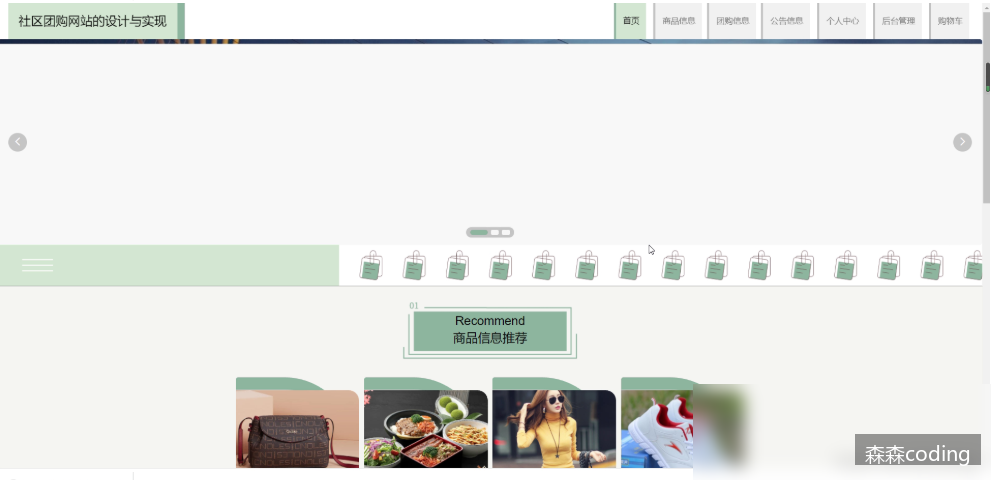 社区团购网站的设计与实现
首页 商品信息 团购信息 公告信息 个人中心 后台管理 购物车
01
Recommend
商品信息推荐
森森coding